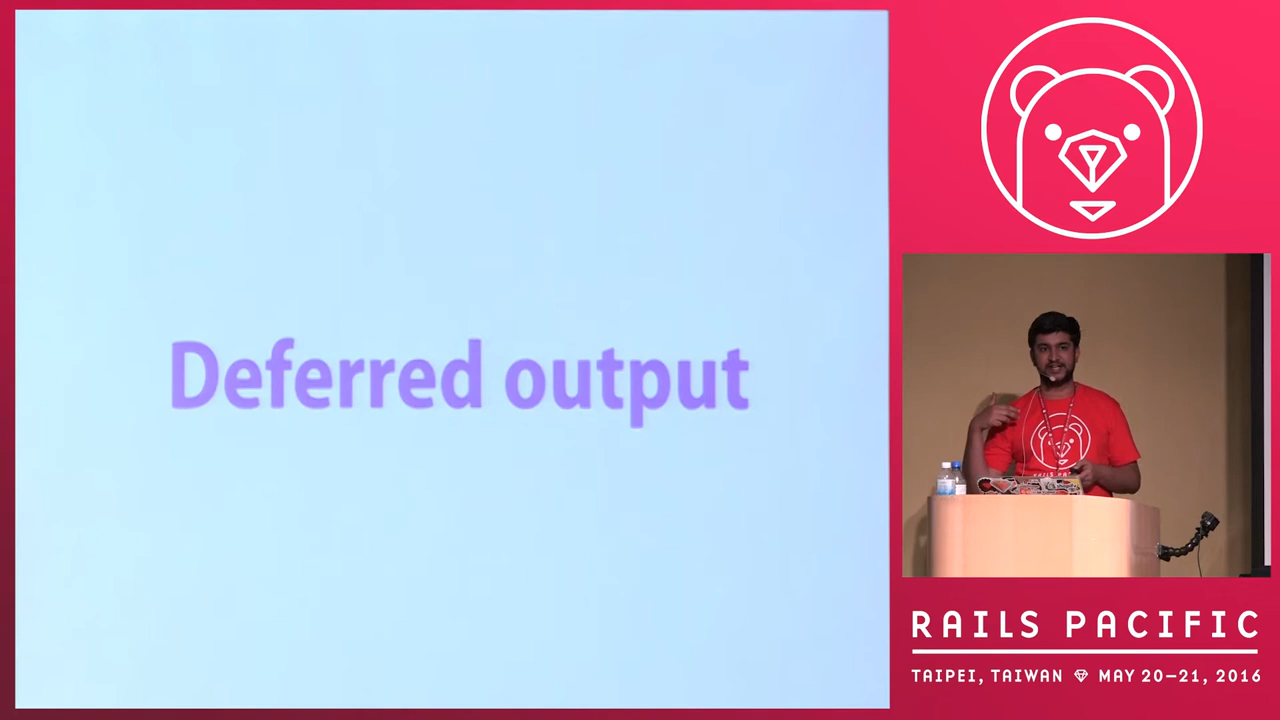 Deferred output
RAILS PACIFIC
TAIPEI, TAIWAN MAY 20–21, 2016